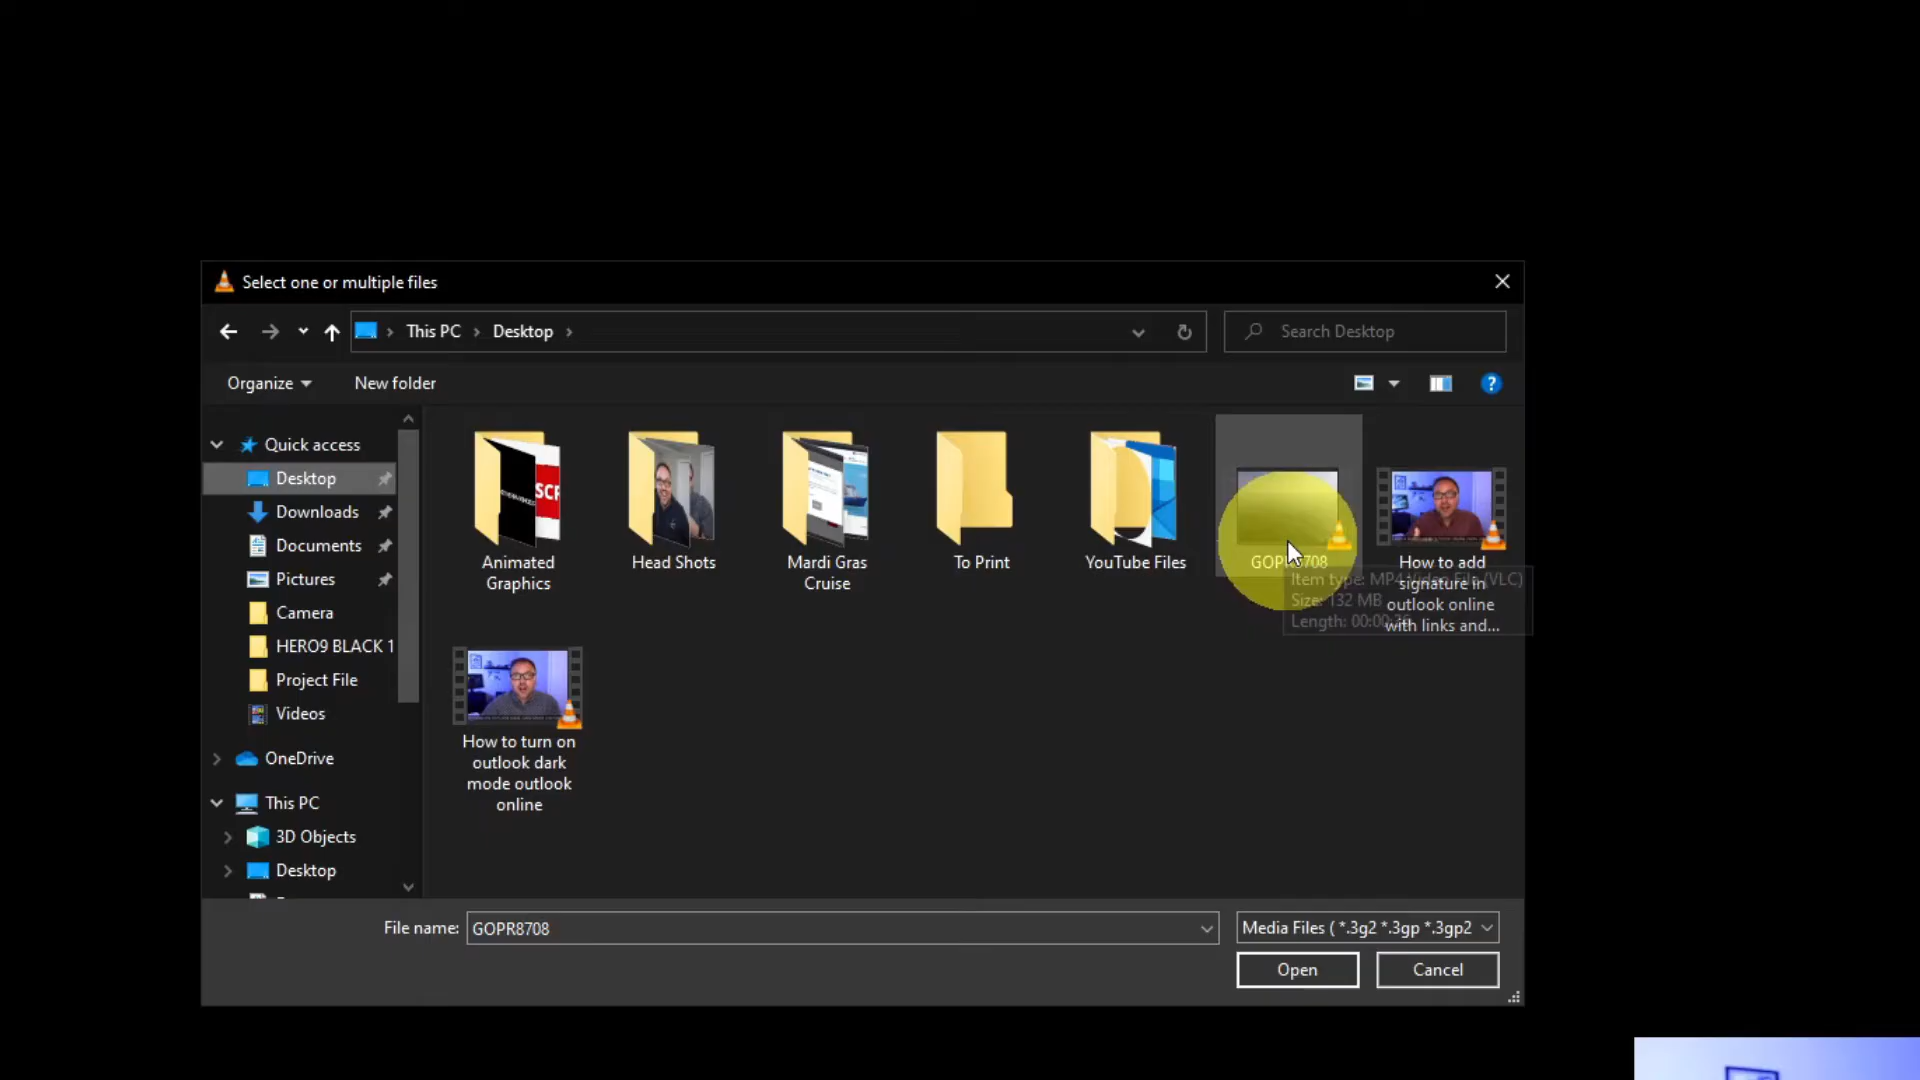 Select one or multiple files
This PC
Desktop
Search Desktop
Organize
New folder
Quick access
Desktop
Downloads
Documents
Pictures
Camera
HERO9 BLACK 1
Project File
Videos
OneDrive
This PC
3D Objects
Desktop
SCR
Animated
Graphics
Head Shots
Mardi Gras
Cruise
To Print
YouTube Files
GOPR8708
How to add
signature in
outlook online
with links and...
Item type: MP4 Video File (VLC)
Size: 132 MB
Length:
How to turn on
outlook dark
mode outlook
online
File name:
GOPR8708
Media Files ( *.3g2 *.3gp *.3gp2
Open
Cancel